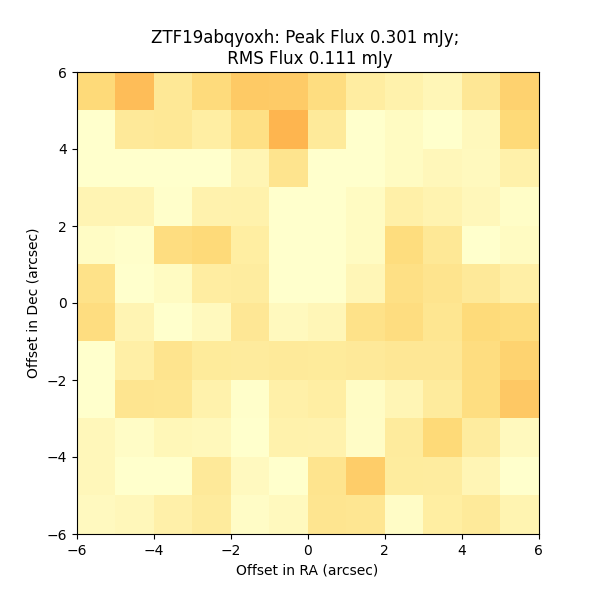 ZTF19abqyoxh: Peak Flux 0.301 mJy;
RMS Flux 0.111 mJy
6
4
2
0
−2
−4
−6
Offset in Dec (arcsec)
−6 −4 −2 0 2 4 6
Offset in RA (arcsec)